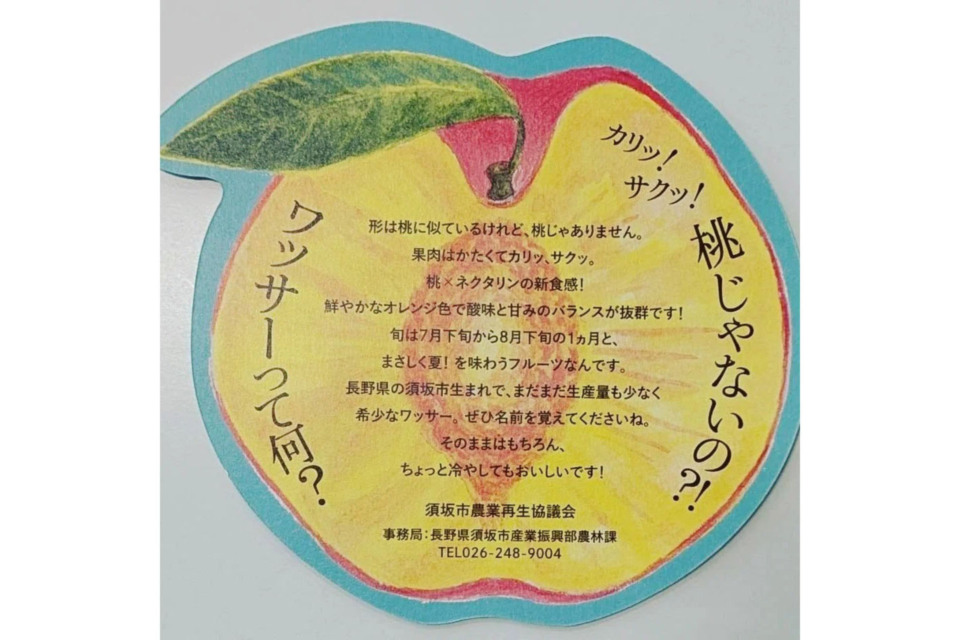 カリッ!
サクッ!
桃じゃないの?!
ワッサーって何?
形は桃に似ているけれど、桃じゃありません。
果肉はかたくてカリッ、サクッ。
桃×ネクタリンの新食感!
鮮やかなオレンジ色で酸味と甘みのバランスが抜群です!
旬は7月下旬から8月下旬の1ヵ月と、
まさしく夏!を味わうフルーツなんです。
長野県の須坂市生まれで、まだまだ生産量も少なく
希少なワッサー。ぜひ名前を覚えてくださいね。
そのままはもちろん、
ちょっと冷やしてもおいしいです!
須坂市農業再生協議会
事務局:長野県須坂市産業振興部農林課
TEL026-248-9004